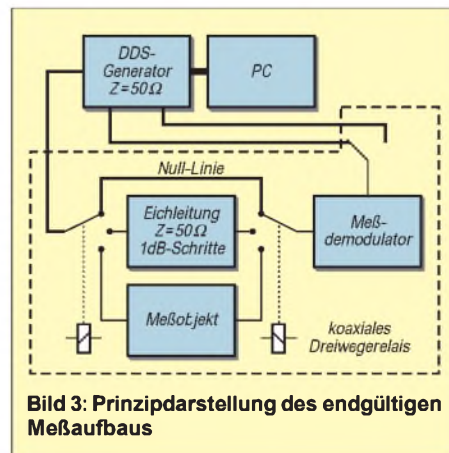 DDS-
Generator
Z=50Ω
PC
Null-Linie
Eichleitung
Z=50Ω
1dB-Schritte
Meß-
demodulator
Meßobjekt
koaxiales
Dreiwegerelais
Bild 3: Prinzipdarstellung des endgültigen
Meßaufbaus